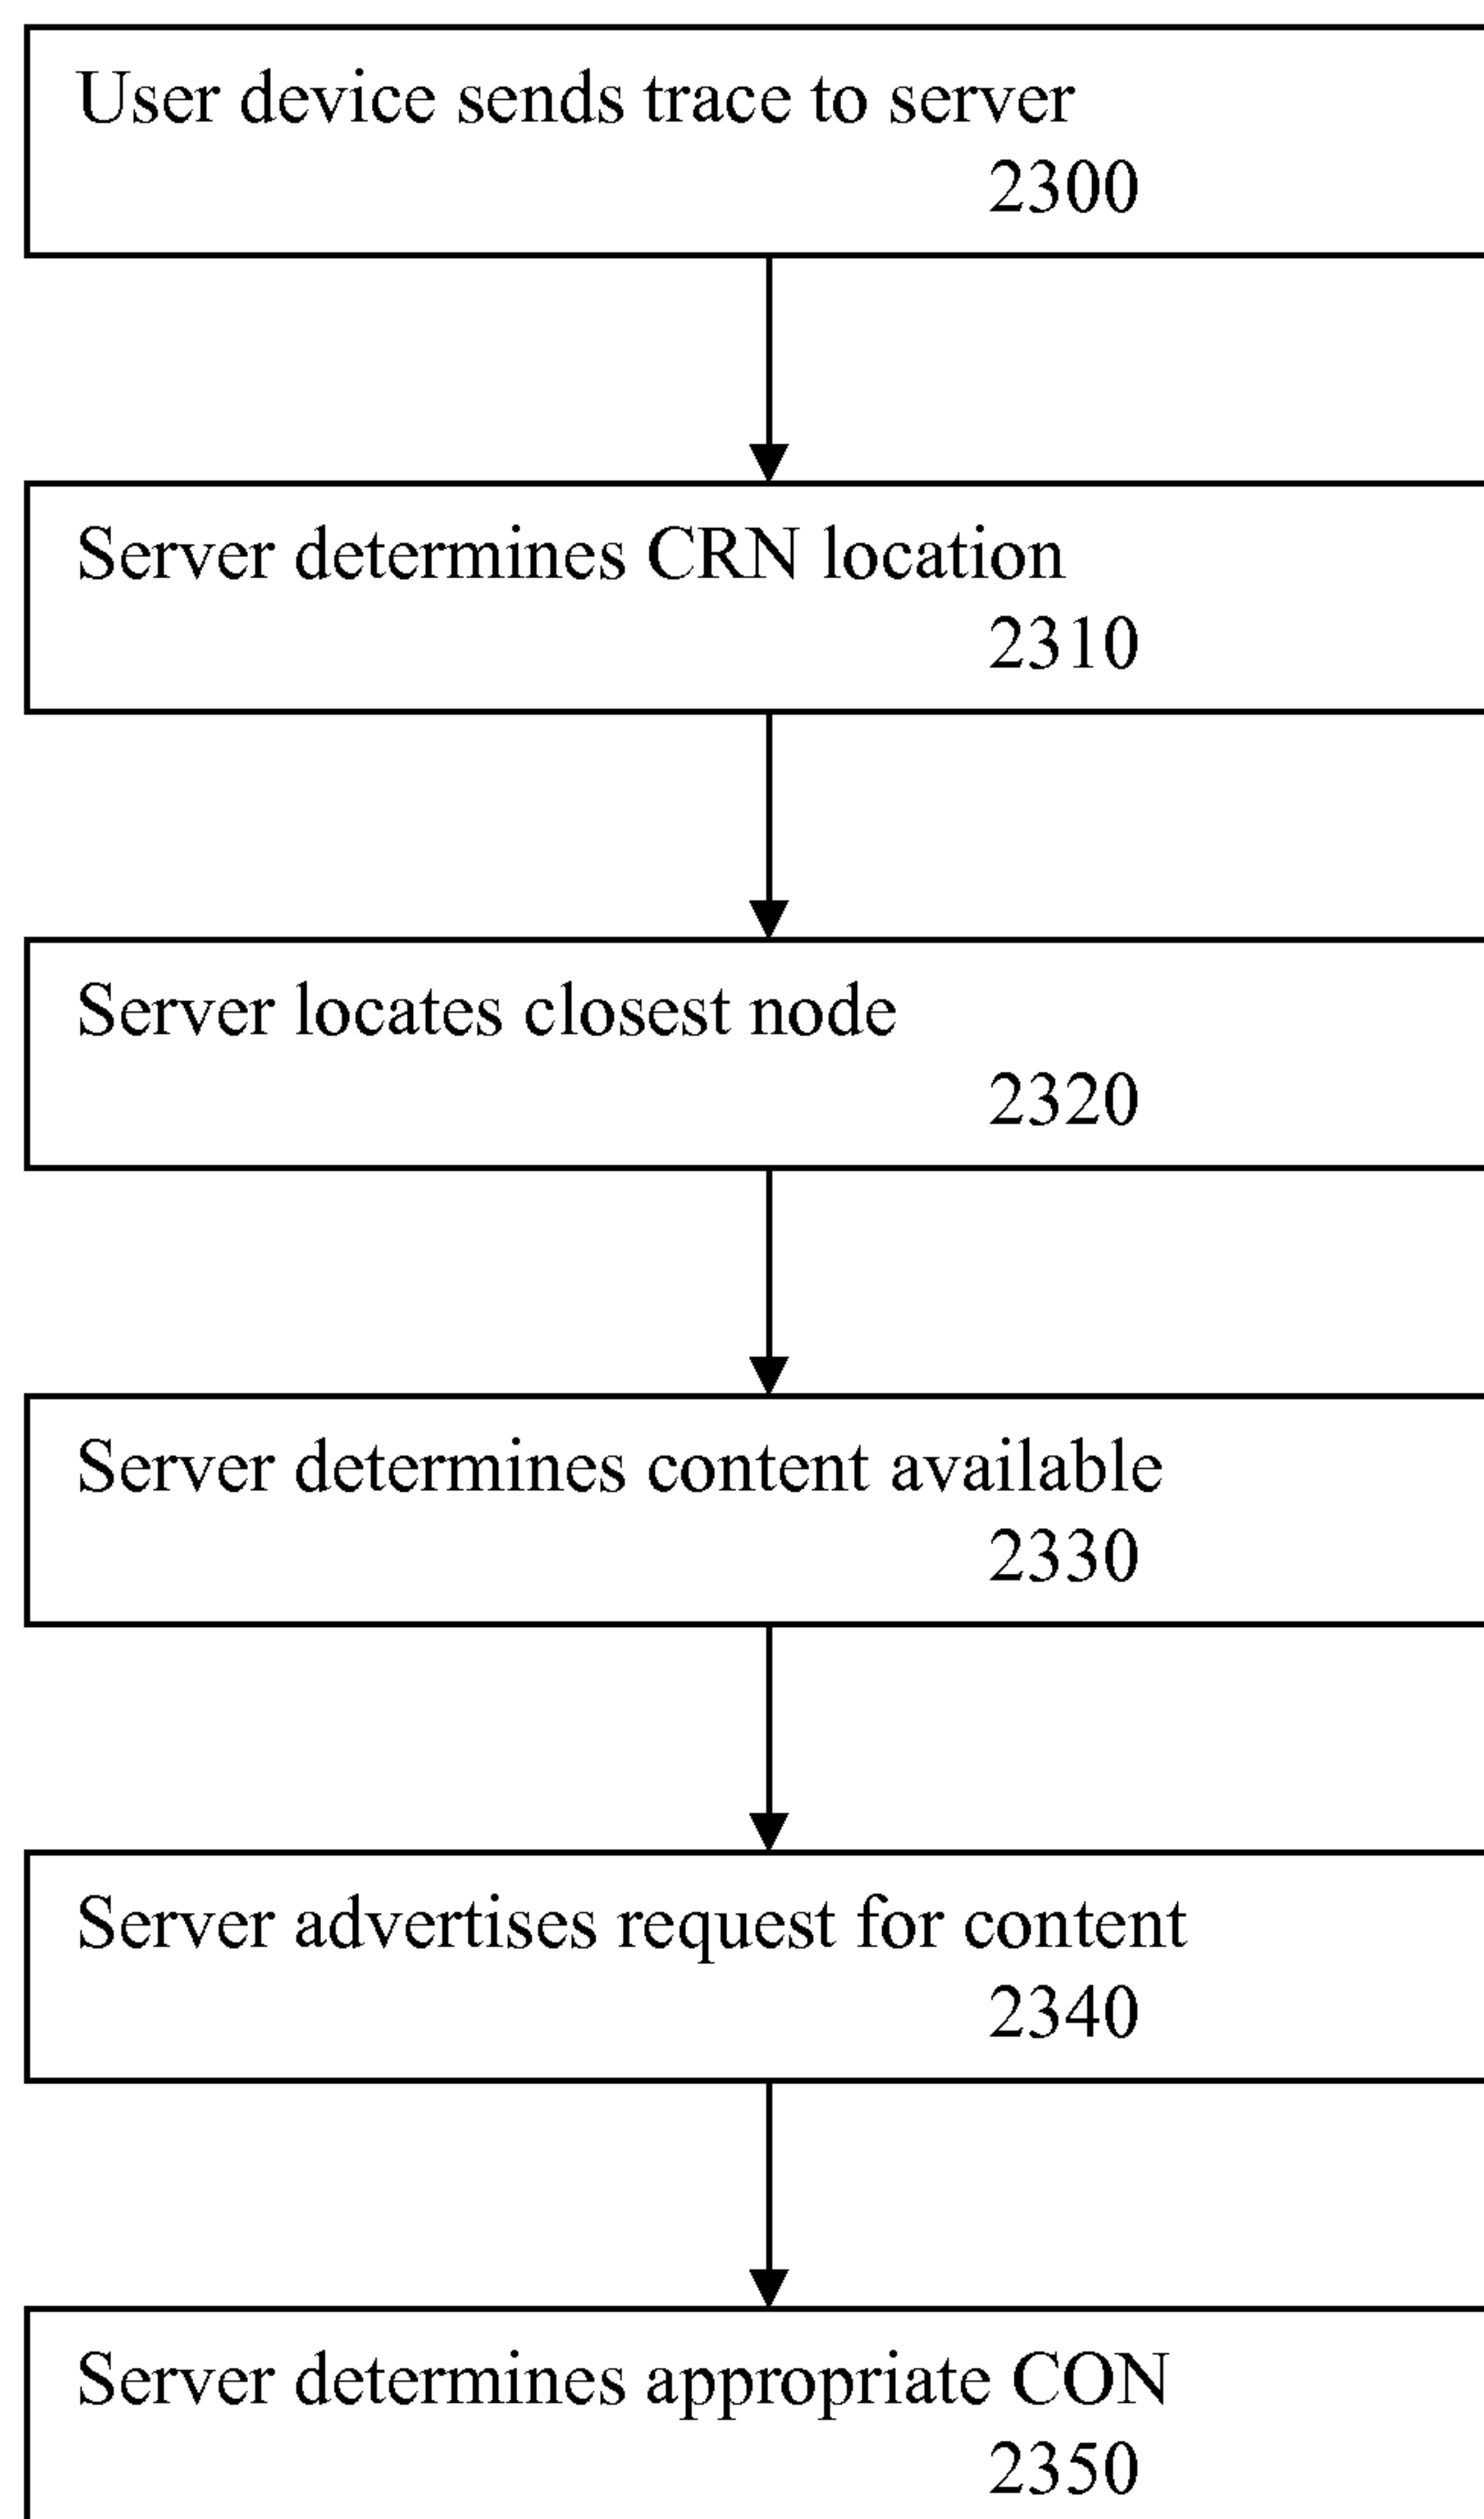 User device sends trace to server
2300
Server determines CRN location
2310
Server locates closest node
2320
Server determines content available
2330
Server advertises request for content
2340
Server determines appropriate CON
2350